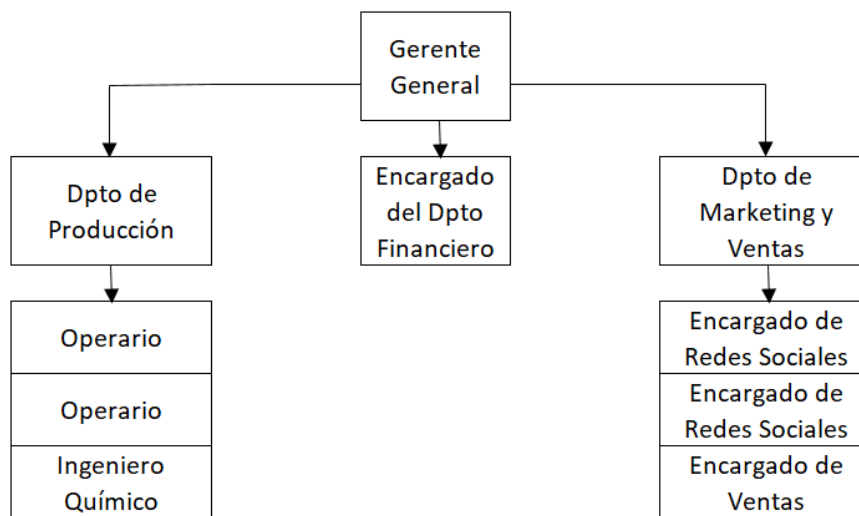 Gerente
General
Dpto de
Producción
Encargado
del Dpto
Financiero
Dpto de
Marketing y
Ventas
Operario
Operario
Ingeniero
Químico
Encargado de
Redes Sociales
Encargado de
Redes Sociales
Encargado de
Ventas